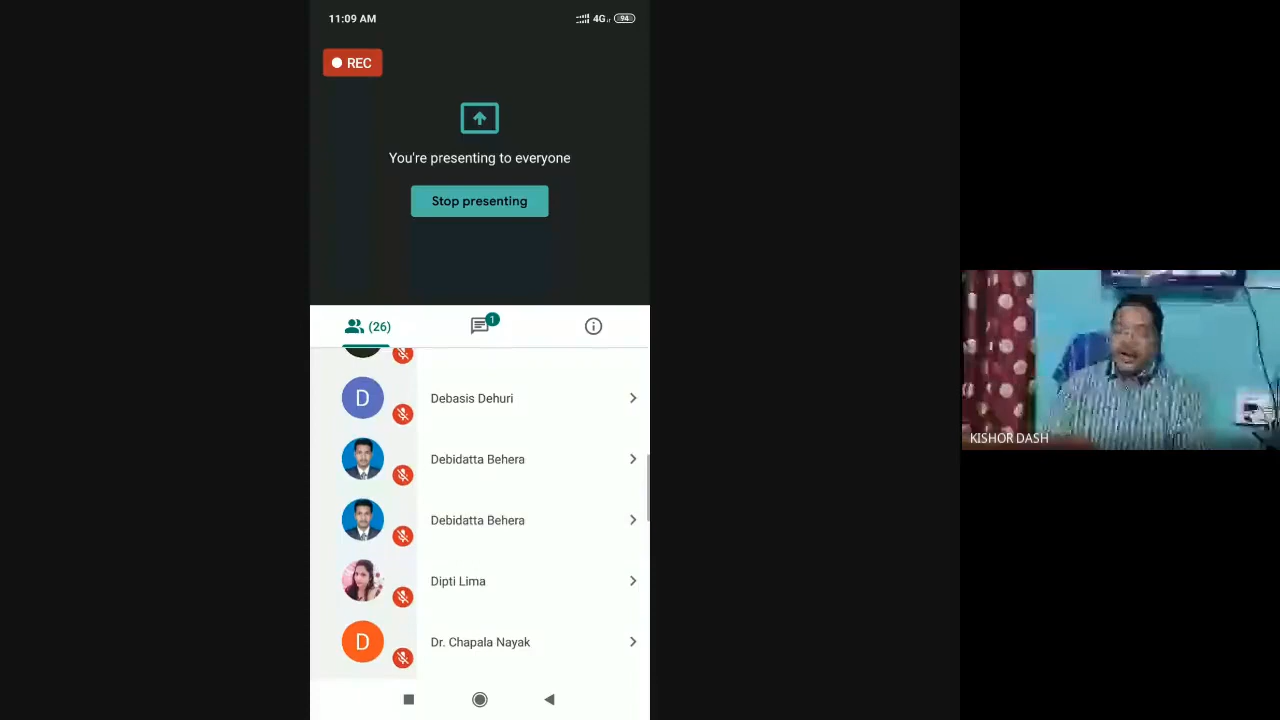 11:09 AM
4G
94
REC
You're presenting to everyone
Stop presenting
(26)
1
D
Debasis Dehuri
Debidatta Behera
Debidatta Behera
Dipti Lima
D
Dr. Chapala Nayak
KISHOR DASH